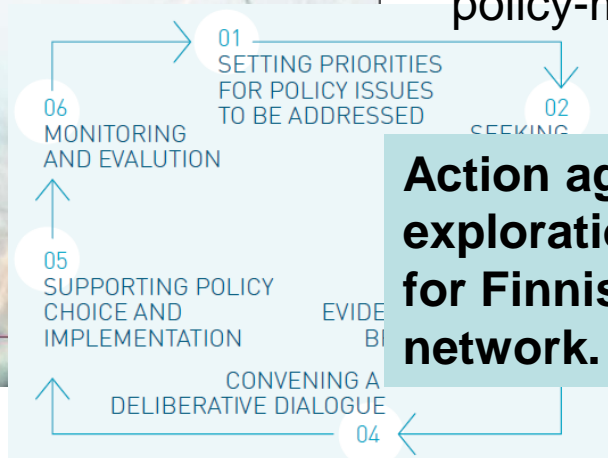 policy-m
01
SETTING PRIORITIES
FOR POLICY ISSUES
TO BE ADDRESSED
02
SEEKING
06
MONITORING
AND EVALUTION
Action ag
exploratio
for Finnis
network.
05
SUPPORTING POLICY
CHOICE AND
IMPLEMENTATION
EVIDE
B
CONVENING A
DELIBERATIVE DIALOGUE
04